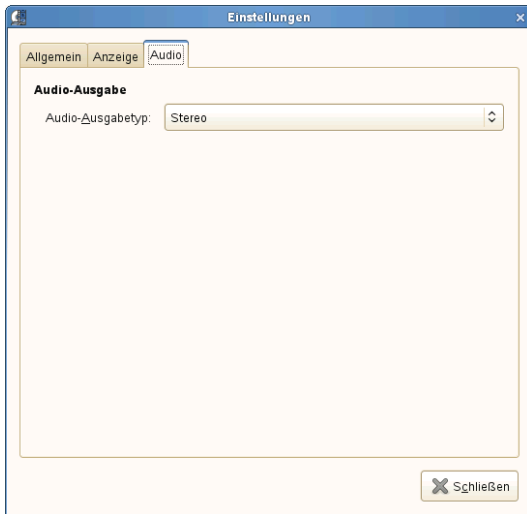 Einstellungen
Allgemein Anzeige Audio
Audio-Ausgabe
Audio-Ausgabetyp: Stereo
Schließen